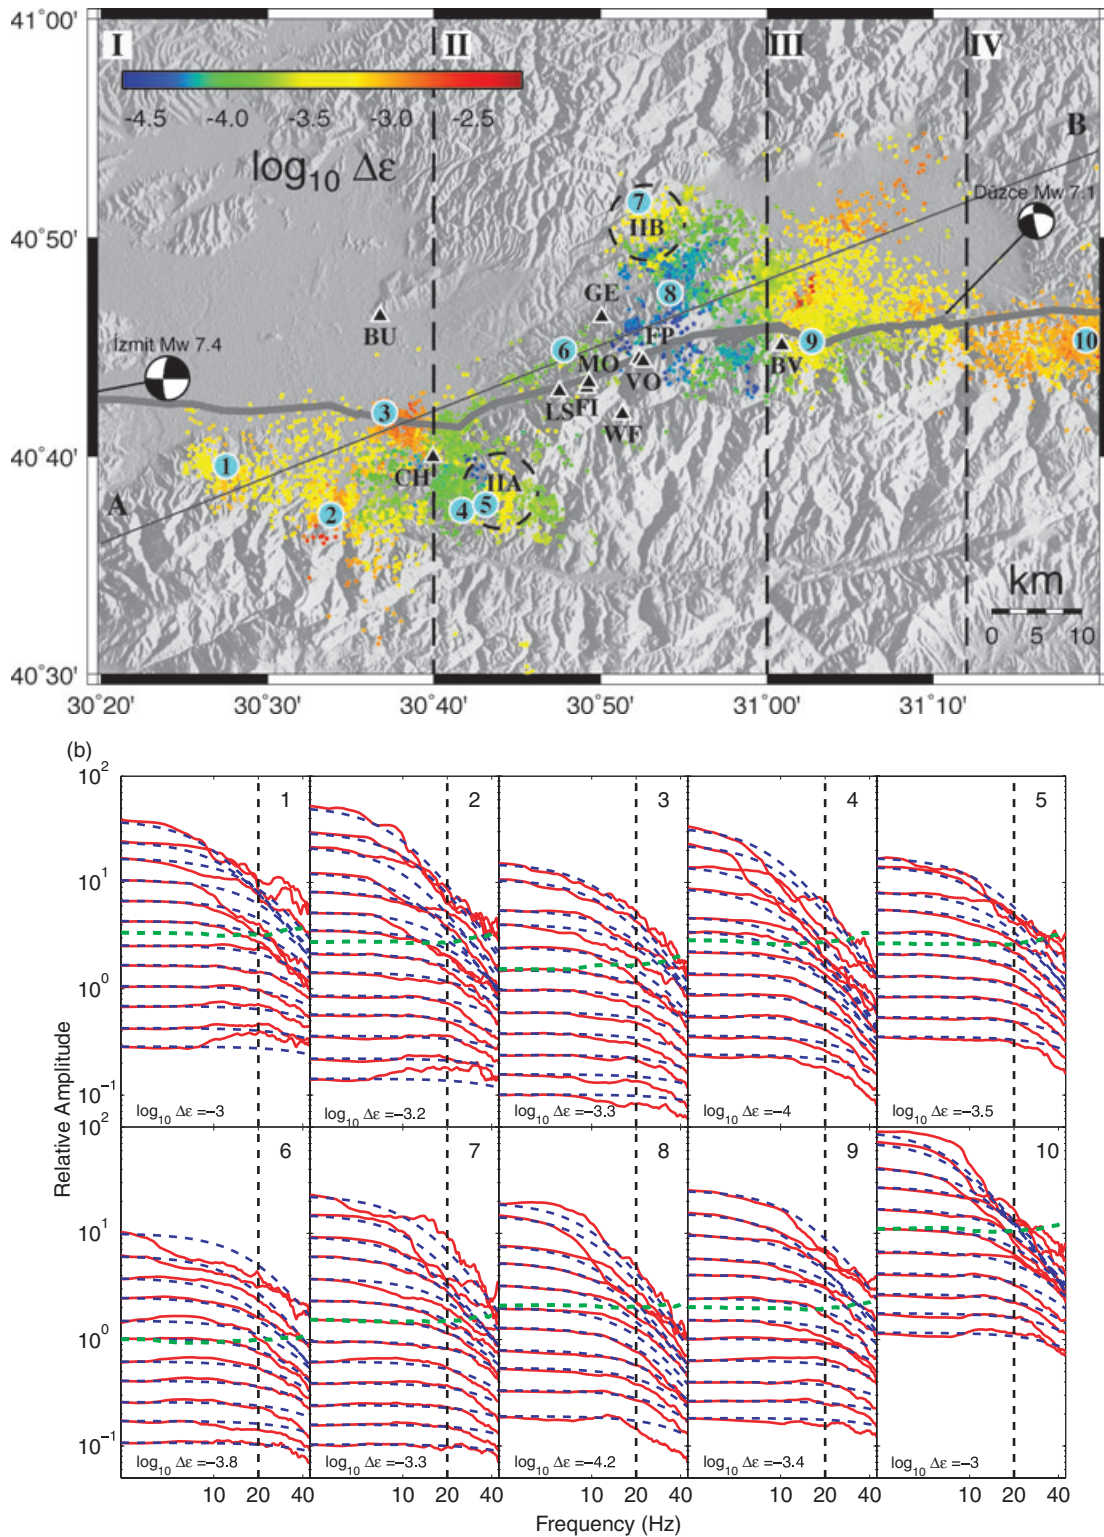 41°00'
I II III IV
-4.5 -4.0 -3.5 -3.0 -2.5
log10 Δε
B
Düzce Mw 7.1
7
IIB
40°50'
8
GE
BU
6
FP
MO
VO
9
BV
10
İzmit Mw 7.4
LS
FI
WF
3
1
CH
40°40'
IIA
A
2
4
5
km
0 5 10
40°30'
30°20' 30°30' 30°40' 30°50' 31°00' 31°10'
(b)
10^2
1 2 3 4 5
10^1
10^0
10^-1
log10 Δε =-3 log10 Δε =-3.2 log10 Δε =-3.3 log10 Δε =-4 log10 Δε =-3.5
Relative Amplitude
10^2
6 7 8 9 10
10^1
10^0
10^-1
log10 Δε =-3.8 log10 Δε =-3.3 log10 Δε =-4.2 log10 Δε =-3.4 log10 Δε =-3
10 20 40 10 20 40 10 20 40 10 20 40 10 20 40
Frequency (Hz)